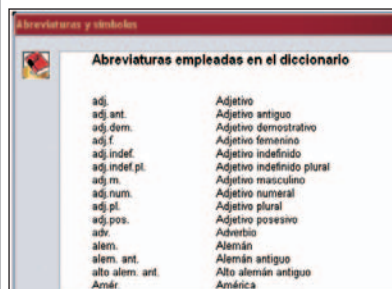 Abreviaturas y símbolos
Abreviaturas empleadas en el diccionario
adj. Adjetivo
adj.ant. Adjetivo antiguo
adj.dem. Adjetivo demostrativo
adj.f. Adjetivo femenino
adj.indef. Adjetivo indefinido
adj.indef.pl. Adjetivo indefinido plural
adj.m. Adjetivo masculino
adj.num. Adjetivo numeral
adj.pl. Adjetivo plural
adj.pos. Adjetivo posesivo
adv. Adverbio
alem. Alemán
alem. ant. Alemán antiguo
alto alem. ant. Alto alemán antiguo
Amér. América